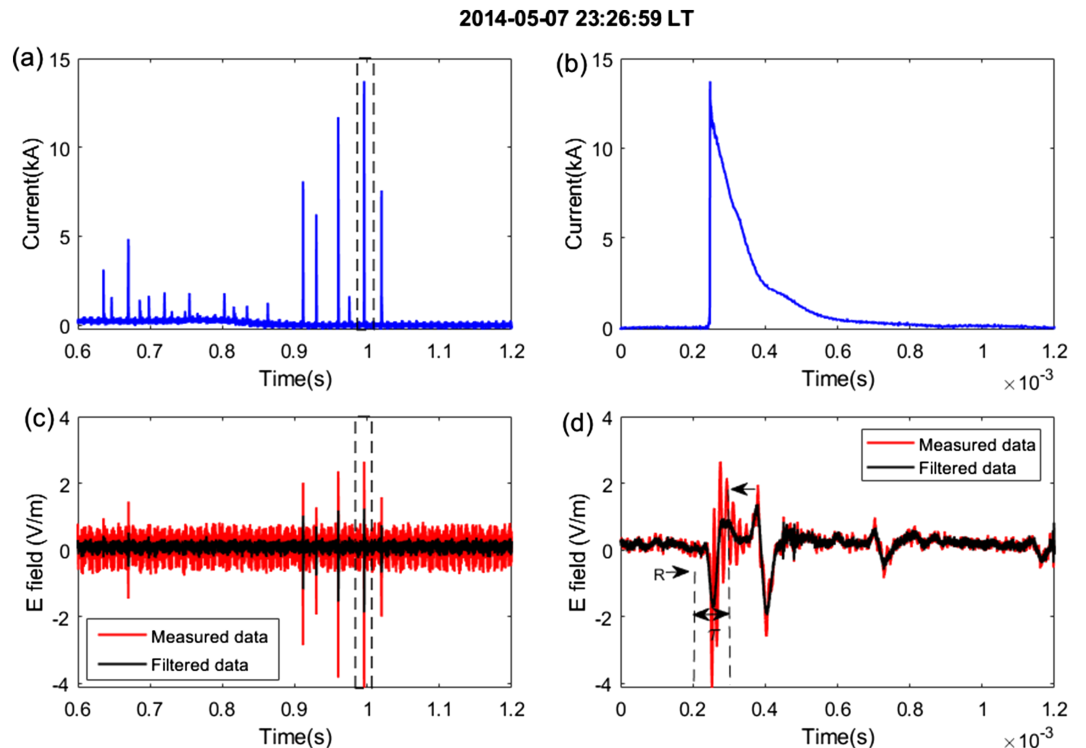 2014-05-07 23:26:59 LT
(a)
15
10
5
0
Current(kA)
0.6 0.7 0.8 0.9 1 1.1 1.2
Time(s)
(b)
15
10
5
0
Current(kA)
0 0.2 0.4 0.6 0.8 1 1.2
Time(s)
×10⁻³
(c)
4
2
0
-2
-4
E field (V/m)
Measured data
Filtered data
0.6 0.7 0.8 0.9 1 1.1 1.2
Time(s)
(d)
4
2
0
-2
-4
E field (V/m)
Measured data
Filtered data
R
T
0 0.2 0.4 0.6 0.8 1 1.2
Time(s)
×10⁻³